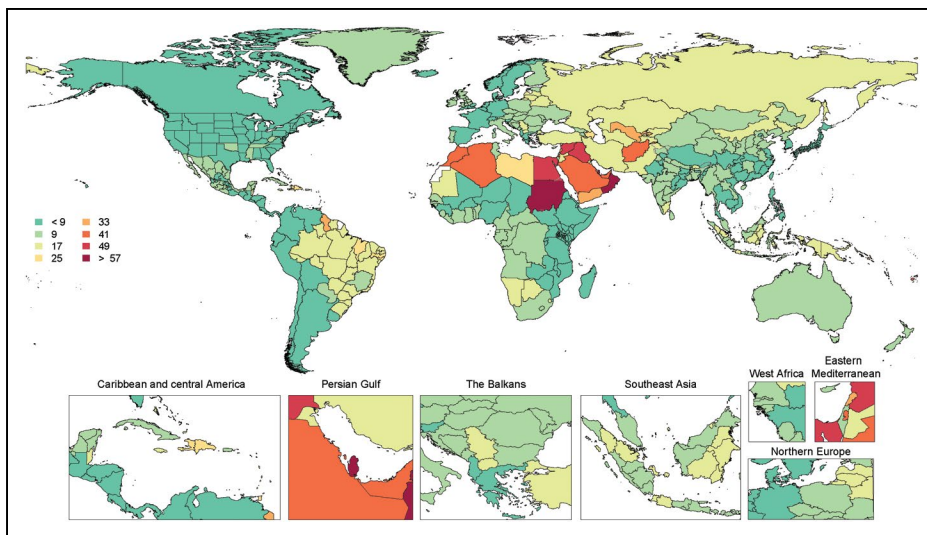 < 9
9
17
25
33
41
49
> 57
Caribbean and central America
Persian Gulf
The Balkans
Southeast Asia
West Africa
Eastern
Mediterranean
Northern Europe